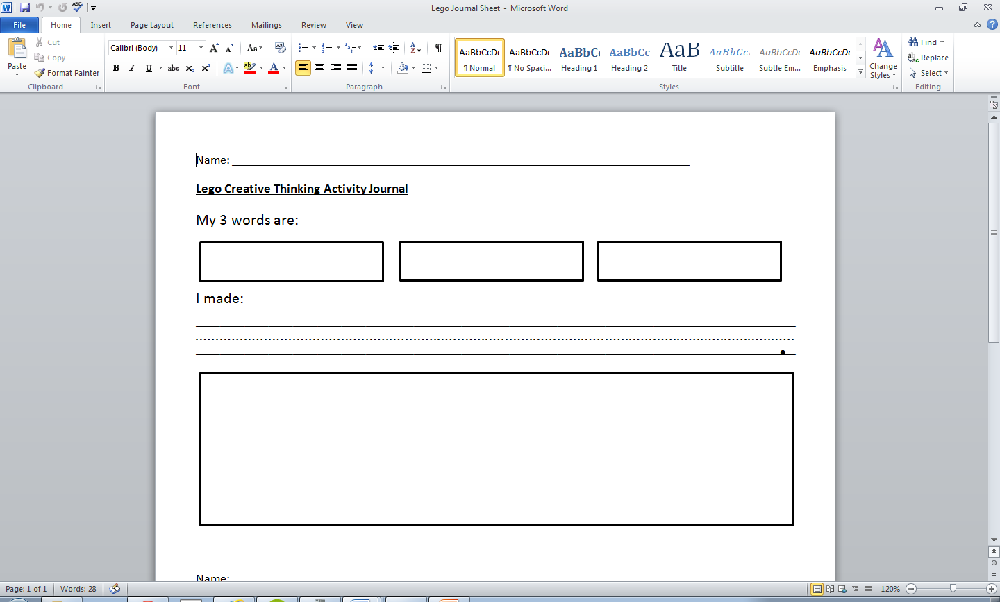 Lego Journal Sheet - Microsoft Word
File Home Insert Page Layout References Mailings Review View
Paste
Cut
Copy
Format Painter
Clipboard
Calibri (Body) 11
Font
Paragraph
AaBbCcDc AaBbCcDc AaBbCc AaBbCc AaB AaBbCc. AaBbCcDc AaBbCcDc
¶ Normal ¶ No Spaci... Heading 1 Heading 2 Title Subtitle Subtle Em... Emphasis
Change Styles
Styles
Find
Replace
Select
Editing
Name:
Lego Creative Thinking Activity Journal
My 3 words are:
I made:
Name:
Page: 1 of 1 Words: 28 120%